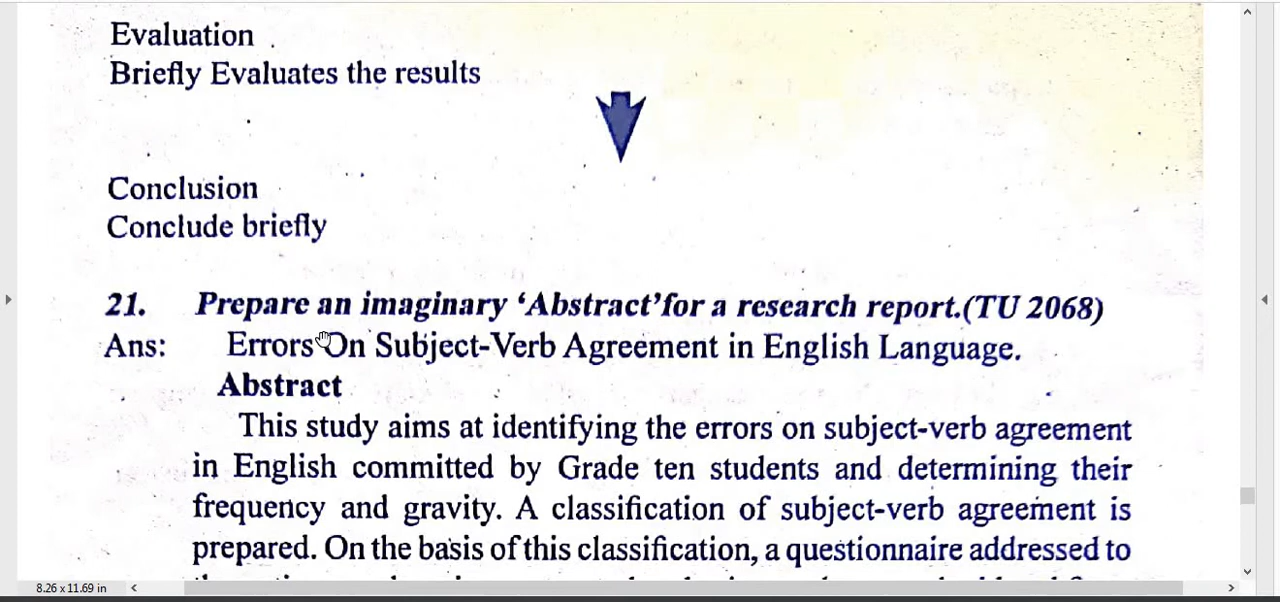 Evaluation
Briefly Evaluates the results
Conclusion
Conclude briefly
21. Prepare an imaginary ‘Abstract’for a research report.(TU 2068)
Ans: Errors On Subject-Verb Agreement in English Language.
Abstract
This study aims at identifying the errors on subject-verb agreement
in English committed by Grade ten students and determining their
frequency and gravity. A classification of subject-verb agreement is
prepared. On the basis of this classification, a questionnaire addressed to
8.26 x 11.69 in